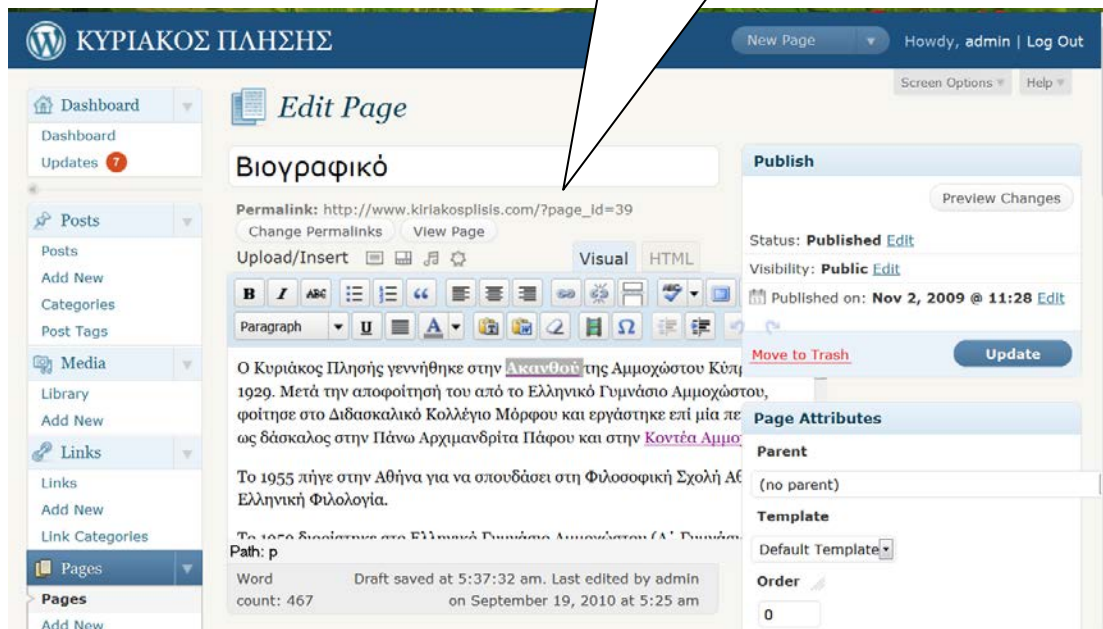 ΚΥΡΙΑΚΟΣ ΠΛΗΣΗΣ
New Page
Howdy, admin | Log Out
Screen Options
Help
Dashboard
Dashboard
Updates 7
Posts
Posts
Add New
Categories
Post Tags
Media
Library
Add New
Links
Links
Add New
Link Categories
Pages
Pages
Add New
Edit Page
Βιογραφικό
Permalink: http://www.kiriakosplisis.com/?page_id=39
Change Permalinks View Page
Upload/Insert Visual HTML
B I ABC
Paragraph U A Ω
Ο Κυριάκος Πλησής γεννήθηκε στην Ακανθού της Αμμοχώστου
1929. Μετά την αποφοίτησή του από το Ελληνικό Γυμνάσιο Αμμοχώστου,
φοίτησε στο Διδασκαλικό Κολλέγιο Μόρφου και εργάστηκε επί μία
ως δάσκαλος στην Πάνω Αρχιμανδρίτα Πάφου και στην Κοντέα
Το 1955 πήγε στην Αθήνα για να σπουδάσει στη Φιλοσοφική Σχολή
Ελληνική Φιλολογία.
Path: p
Word count: 467
Draft saved at 5:37:32 am. Last edited by admin
on September 19, 2010 at 5:25 am
Publish
Preview Changes
Status: Published Edit
Visibility: Public Edit
Published on: Nov 2, 2009 @ 11:28 Edit
Move to Trash
Update
Page Attributes
Parent
(no parent)
Template
Default Template
Order
0